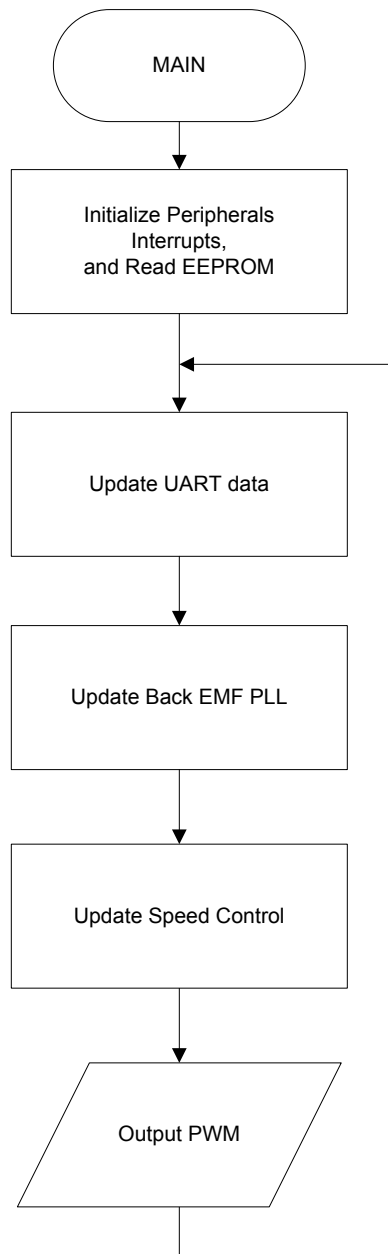 MAIN
Initialize Peripherals
Interrupts,
and Read EEPROM
Update UART data
Update Back EMF PLL
Update Speed Control
Output PWM